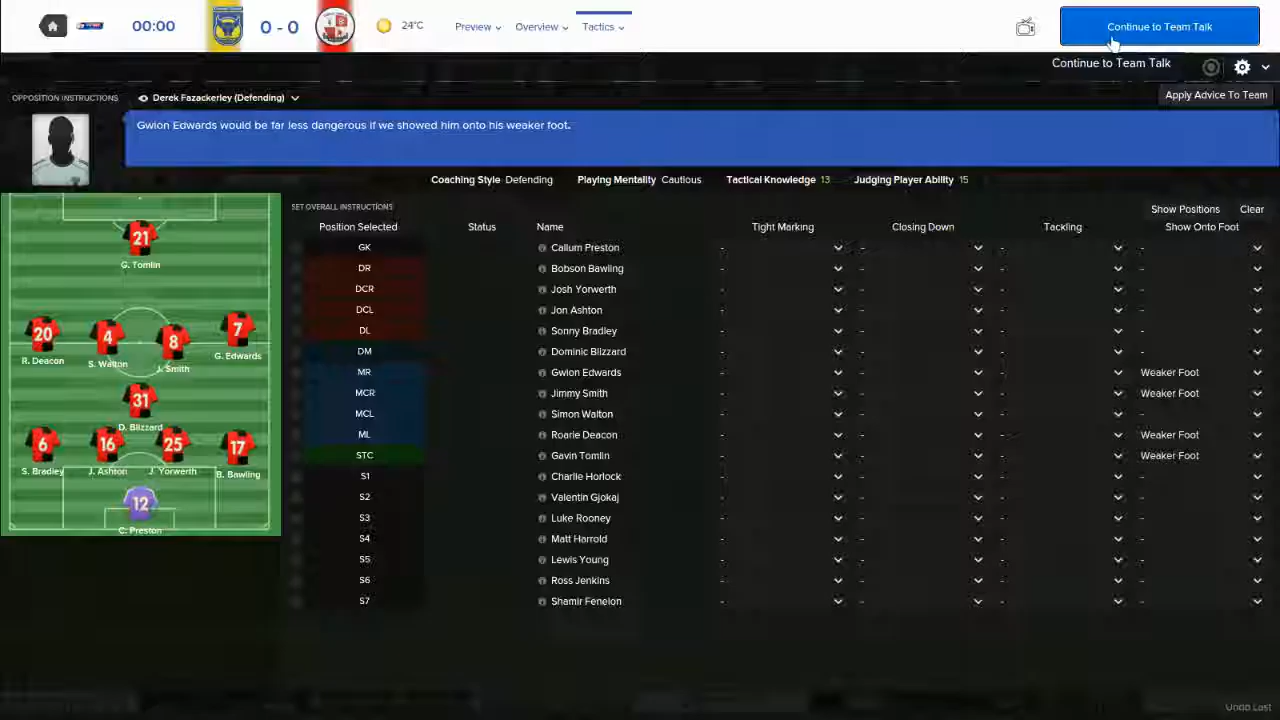 00:00
0 - 0
24°C
Preview
Overview
Tactics
Continue to Team Talk
Continue to Team Talk
OPPOSITION INSTRUCTIONS
Derek Fazackerley (Defending)
Apply Advice To Team
Gwion Edwards would be far less dangerous if we showed him onto his weaker foot.
Coaching Style Defending Playing Mentality Cautious Tactical Knowledge 13 Judging Player Ability 15
SET OVERALL INSTRUCTIONS
Show Positions Clear
Position Selected Status Name Tight Marking Closing Down Tackling Show Onto Foot
GK Callum Preston - - - -
DR Bobson Bawling - - - -
DCR Josh Yorwerth - - - -
DCL Jon Ashton - - - -
DL Sonny Bradley - - - -
DM Dominic Blizzard - - - -
MR Gwion Edwards - - - Weaker Foot
MCR Jimmy Smith - - - Weaker Foot
MCL Simon Walton - - - -
ML Roarie Deacon - - - Weaker Foot
STC Gavin Tomlin - - - Weaker Foot
S1 Charlie Horlock - - - -
S2 Valentin Gjokaj - - - -
S3 Luke Rooney - - - -
S4 Matt Harrold - - - -
S5 Lewis Young - - - -
S6 Ross Jenkins - - - -
S7 Shamir Fenelon - - - -
21
G. Tomlin
20 4 8 7
R. Deacon S. Walton J. Smith G. Edwards
31
D. Blizzard
6 16 25 17
S. Bradley J. Ashton J. Yorwerth B. Bawling
12
C. Preston
Undo Last